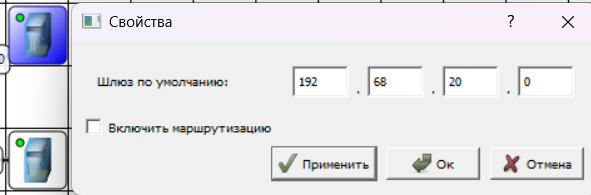 Свойства ? ×
Шлюз по умолчанию: 192 . 68 . 20 . 0
Включить маршрутизацию
Применить Ок Отмена